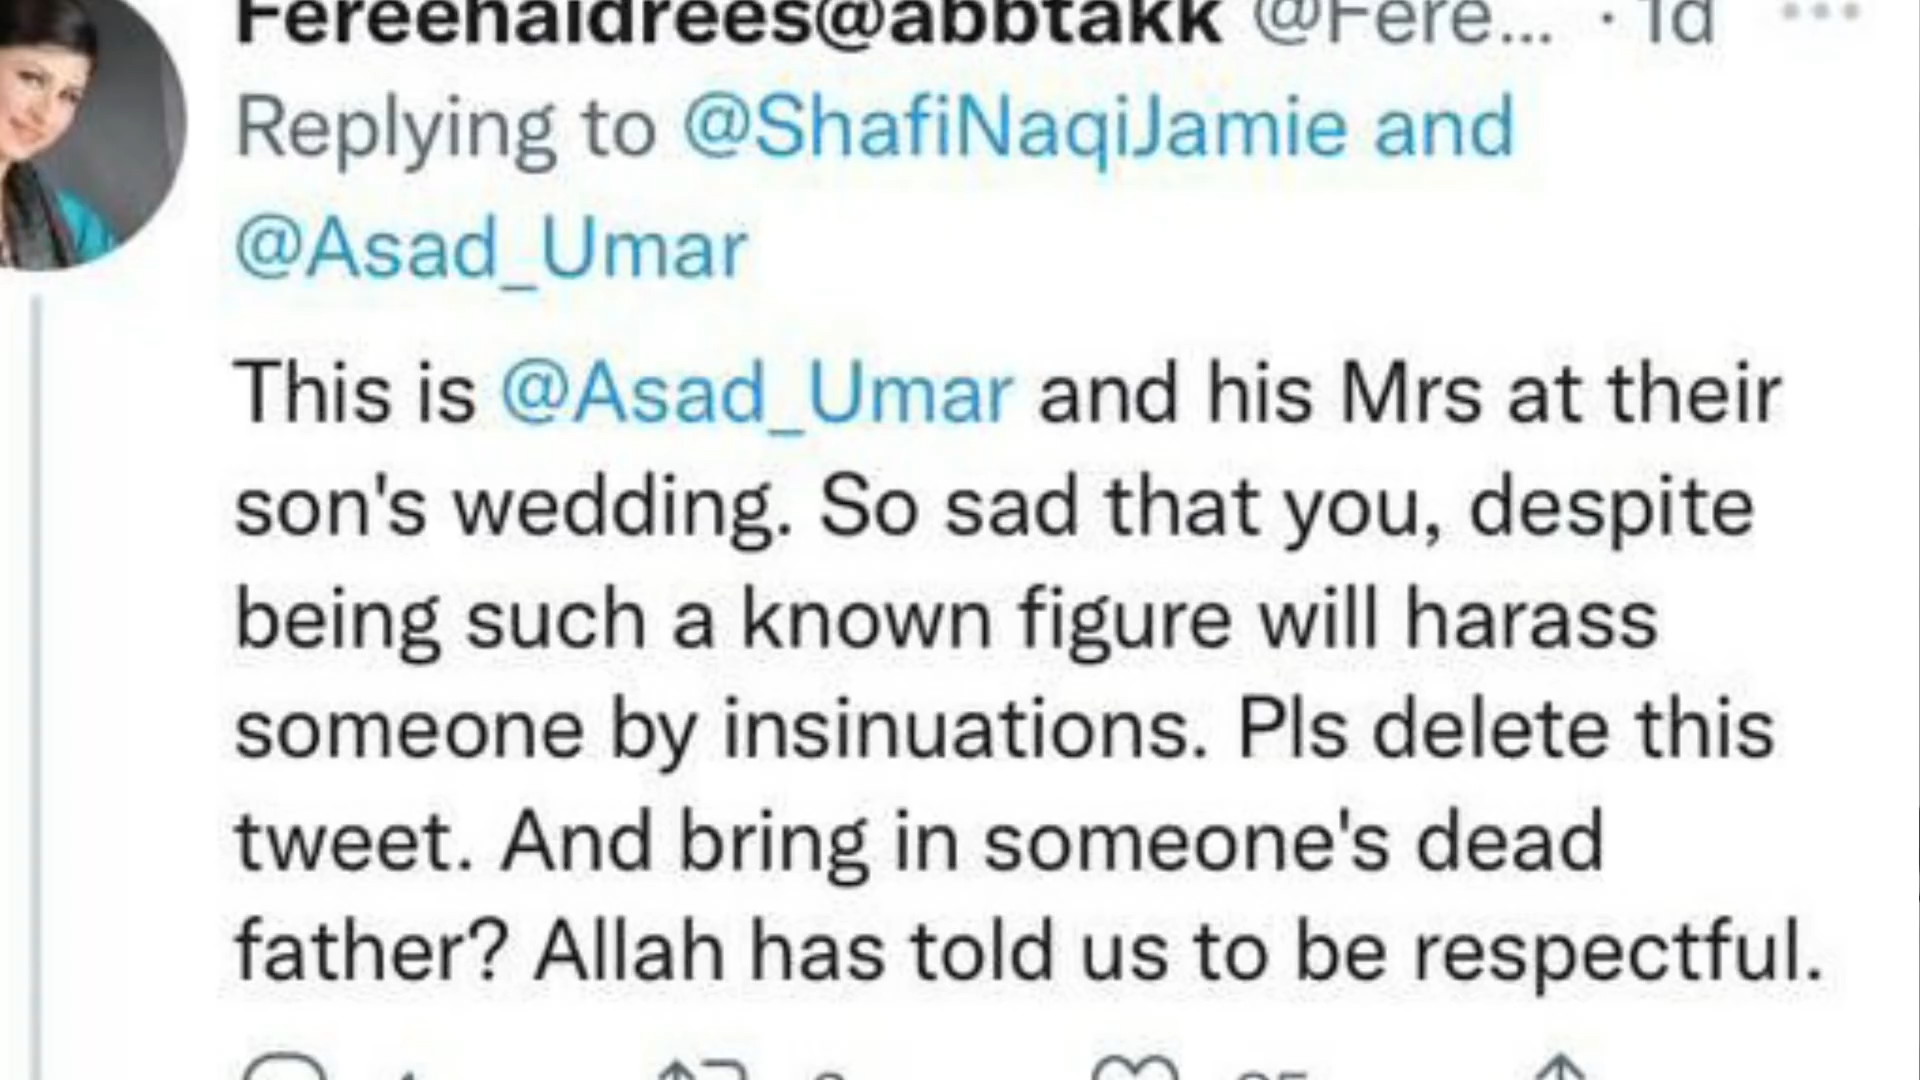 Fereehaidrees@abbtakk @Fere... · 1d
Replying to @ShafiNaqiJamie and
@Asad_Umar
This is @Asad_Umar and his Mrs at their
son's wedding. So sad that you, despite
being such a known figure will harass
someone by insinuations. Pls delete this
tweet. And bring in someone's dead
father? Allah has told us to be respectful.